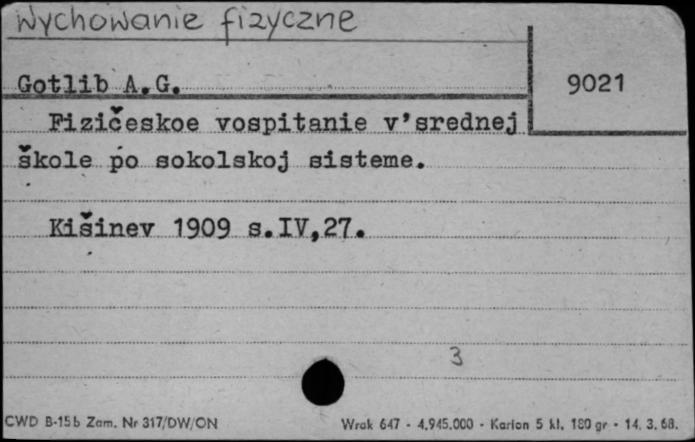 Wychowanie fizyczne
Gotlib A.G.
9021
Fizičeskoe vospitanie v'srednej
škole po sokolskoj sisteme.
Kišinev 1909 s.IV,27.
3
CWD B-15b Zam. Nr 317/DW/ON
Wrak 647 - 4.945.000 - Karton 5 kl. 180 gr - 14. 3. 68.